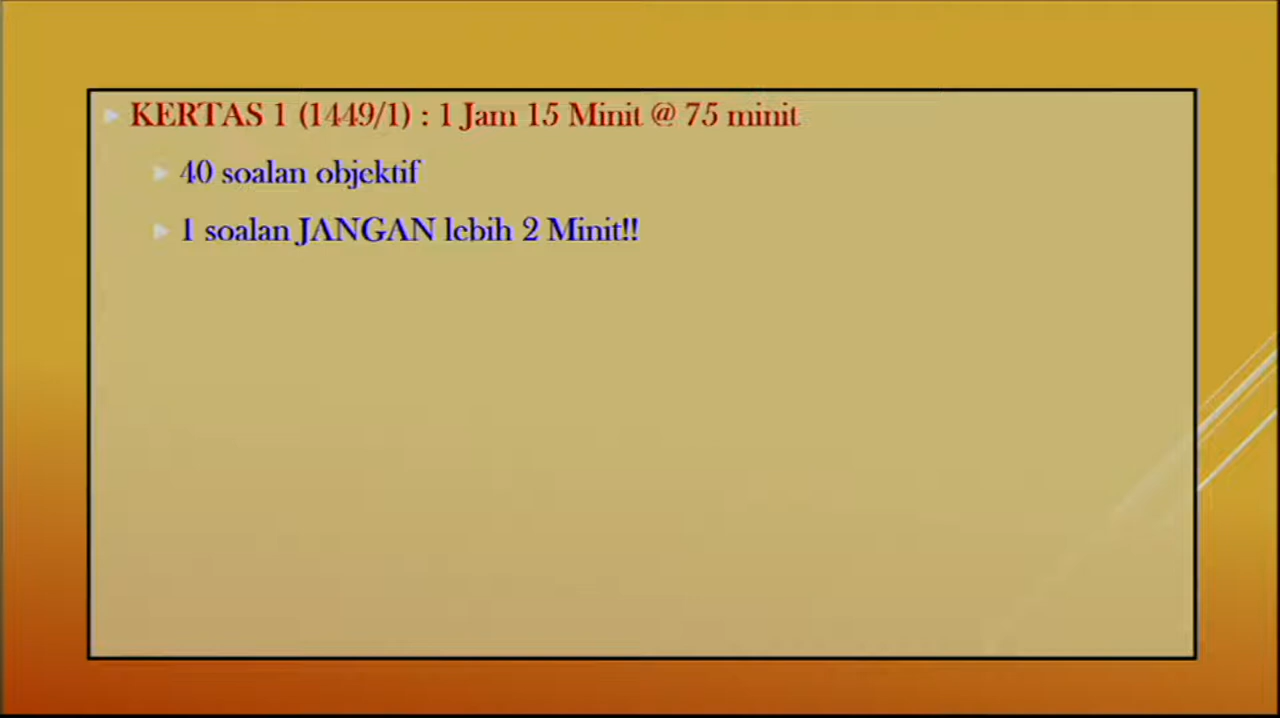 KERTAS 1 (1449/1) : 1 Jam 15 Minit @ 75 minit
40 soalan objektif
1 soalan JANGAN lebih 2 Minit!!